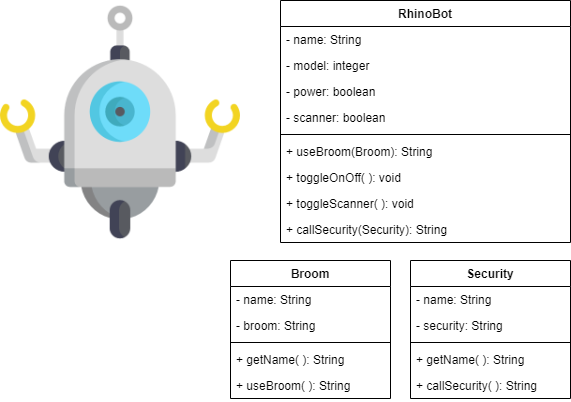 RhinoBot
- name: String
- model: integer
- power: boolean
- scanner: boolean
+ useBroom(Broom): String
+ toggleOnOff( ): void
+ toggleScanner( ): void
+ callSecurity(Security): String
Broom
- name: String
- broom: String
+ getName( ): String
+ useBroom( ): String
Security
- name: String
- security: String
+ getName( ): String
+ callSecurity( ): String